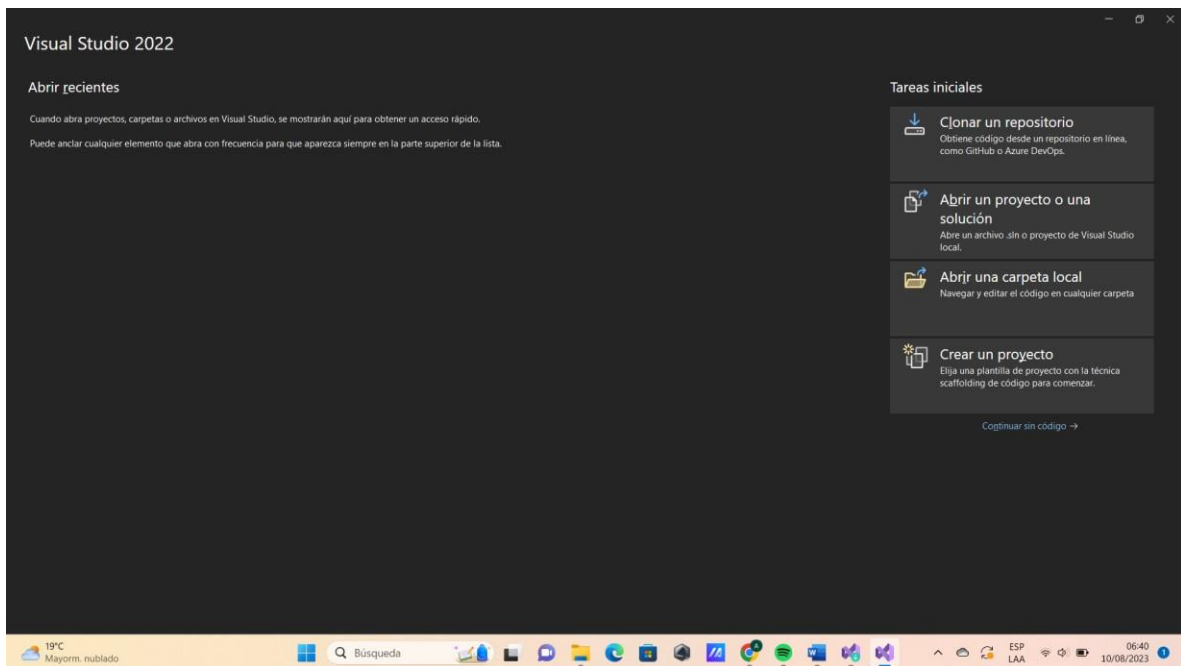 Visual Studio 2022
Abrir recientes
Cuando abra proyectos, carpetas o archivos en Visual Studio, se mostrarán aquí para obtener un acceso rápido.
Puede anclar cualquier elemento que abra con frecuencia para que aparezca siempre en la parte superior de la lista.
Tareas iniciales
Clonar un repositorio
Obtiene código desde un repositorio en línea,
como GitHub o Azure DevOps.
Abrir un proyecto o una
solución
Abre un archivo .sln o proyecto de Visual Studio
local.
Abrir una carpeta local
Navegar y editar el código en cualquier carpeta
Crear un proyecto
Elija una plantilla de proyecto con la técnica
scaffolding de código para comenzar.
Continuar sin código →
19°C
Mayorm. nublado
Búsqueda
ESP
LAA
06:40
10/08/2023
1